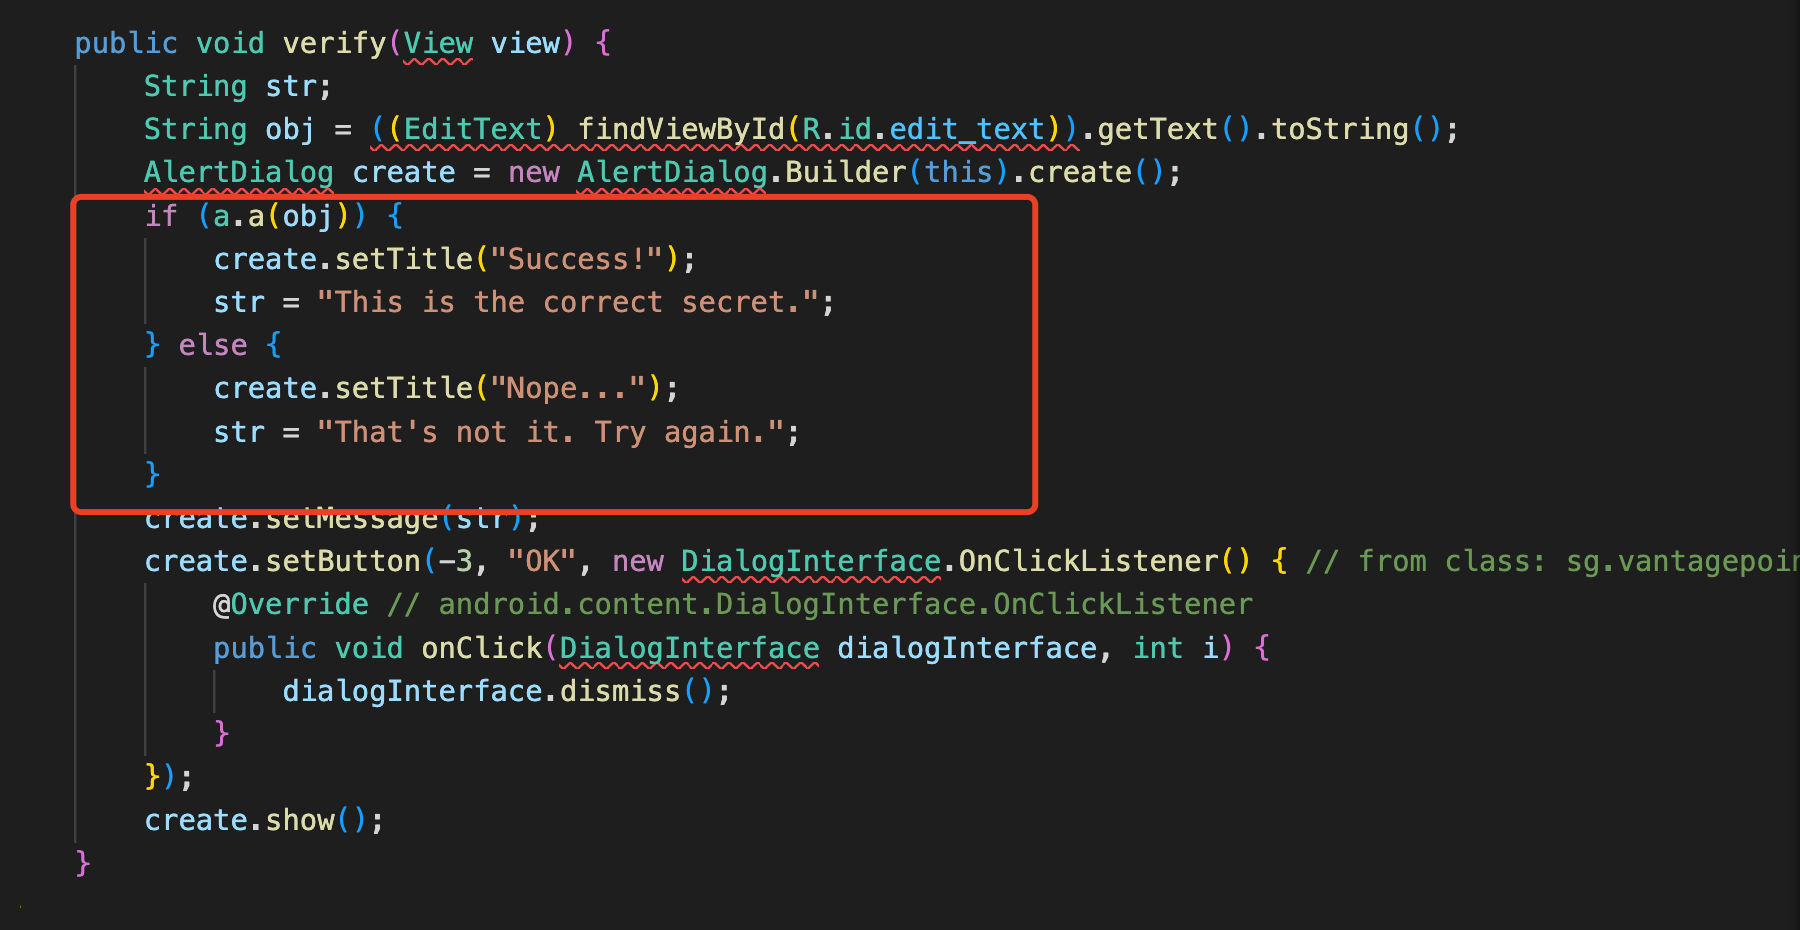 public void verify(View view) {
String str;
String obj = ((EditText) findViewById(R.id.edit_text)).getText().toString();
AlertDialog create = new AlertDialog.Builder(this).create();
if (a.a(obj)) {
create.setTitle("Success!");
str = "This is the correct secret.";
} else {
create.setTitle("Nope...");
str = "That's not it. Try again.";
}
create.setMessage(str);
create.setButton(-3, "OK", new DialogInterface.OnClickListener() { // from class: sg.vantagepoin
@Override // android.content.DialogInterface.OnClickListener
public void onClick(DialogInterface dialogInterface, int i) {
dialogInterface.dismiss();
}
});
create.show();
}